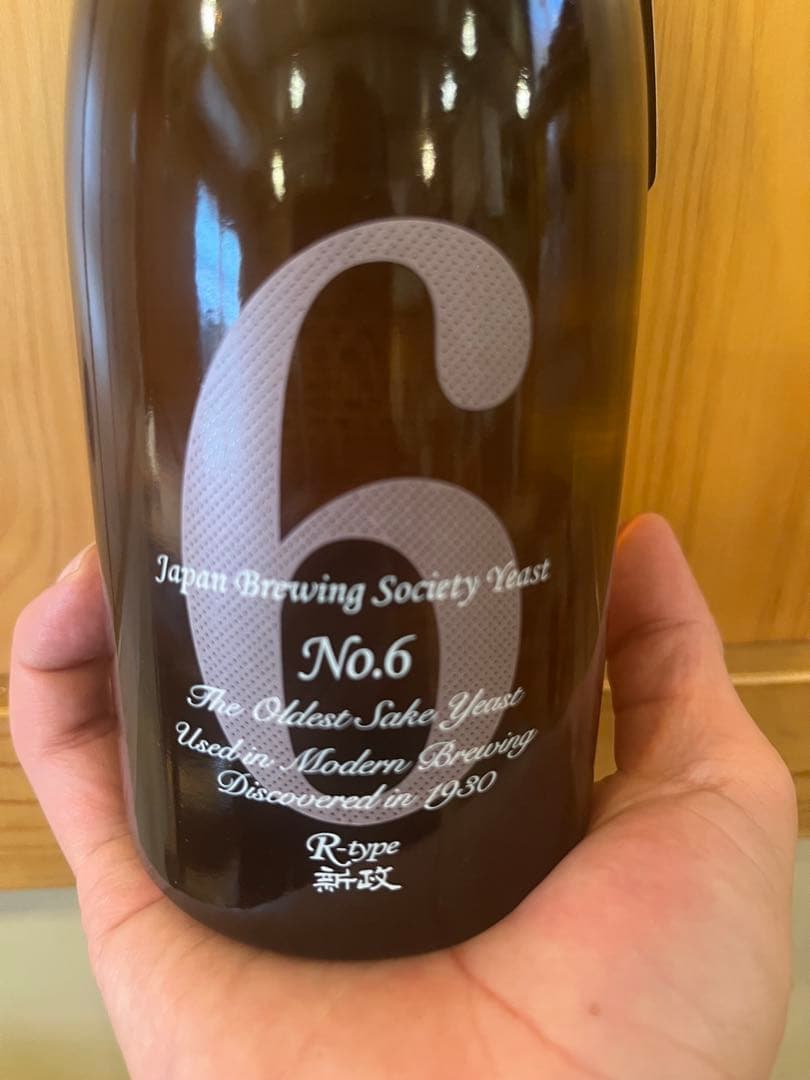 6
Japan Brewing Society Yeast
No.6
The Oldest Sake Yeast
Used in Modern Brewing
Discovered in 1930
R-type
新政